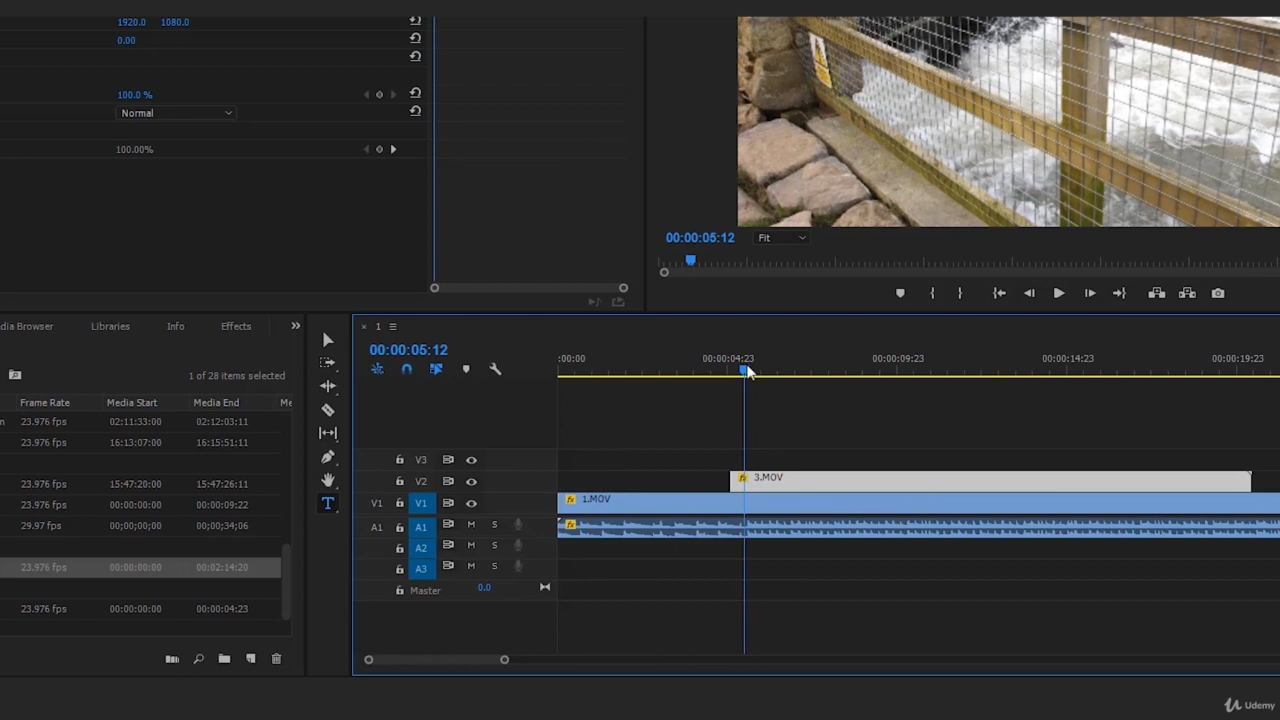 1920.0 1080.0
0.00
100.0 %
Normal
100.00%
00:00:05:12 Fit
dia Browser Libraries Info Effects
1
00:00:05:12
:00:00 00:00:04:23 00:00:09:23 00:00:14:23 00:00:19:23
1 of 28 items selected
Frame Rate Media Start Media End Me
23.976 fps 02:11:33:00 02:12:03:11
23.976 fps 16:13:07:00 16:15:51:11
23.976 fps 15:47:20:00 15:47:26:11
23.976 fps 00:00:00:00 00:00:09:22
29.97 fps 00;00;00;00 00;00;34;06
23.976 fps 00:00:00:00 00:02:14:20
23.976 fps 00:00:00:00 00:00:04:23
V3
V2 fx 3.MOV
V1 V1 fx 1.MOV
A1 A1 M S fx
A2 M S
A3 M S
Master 0.0
Udemy